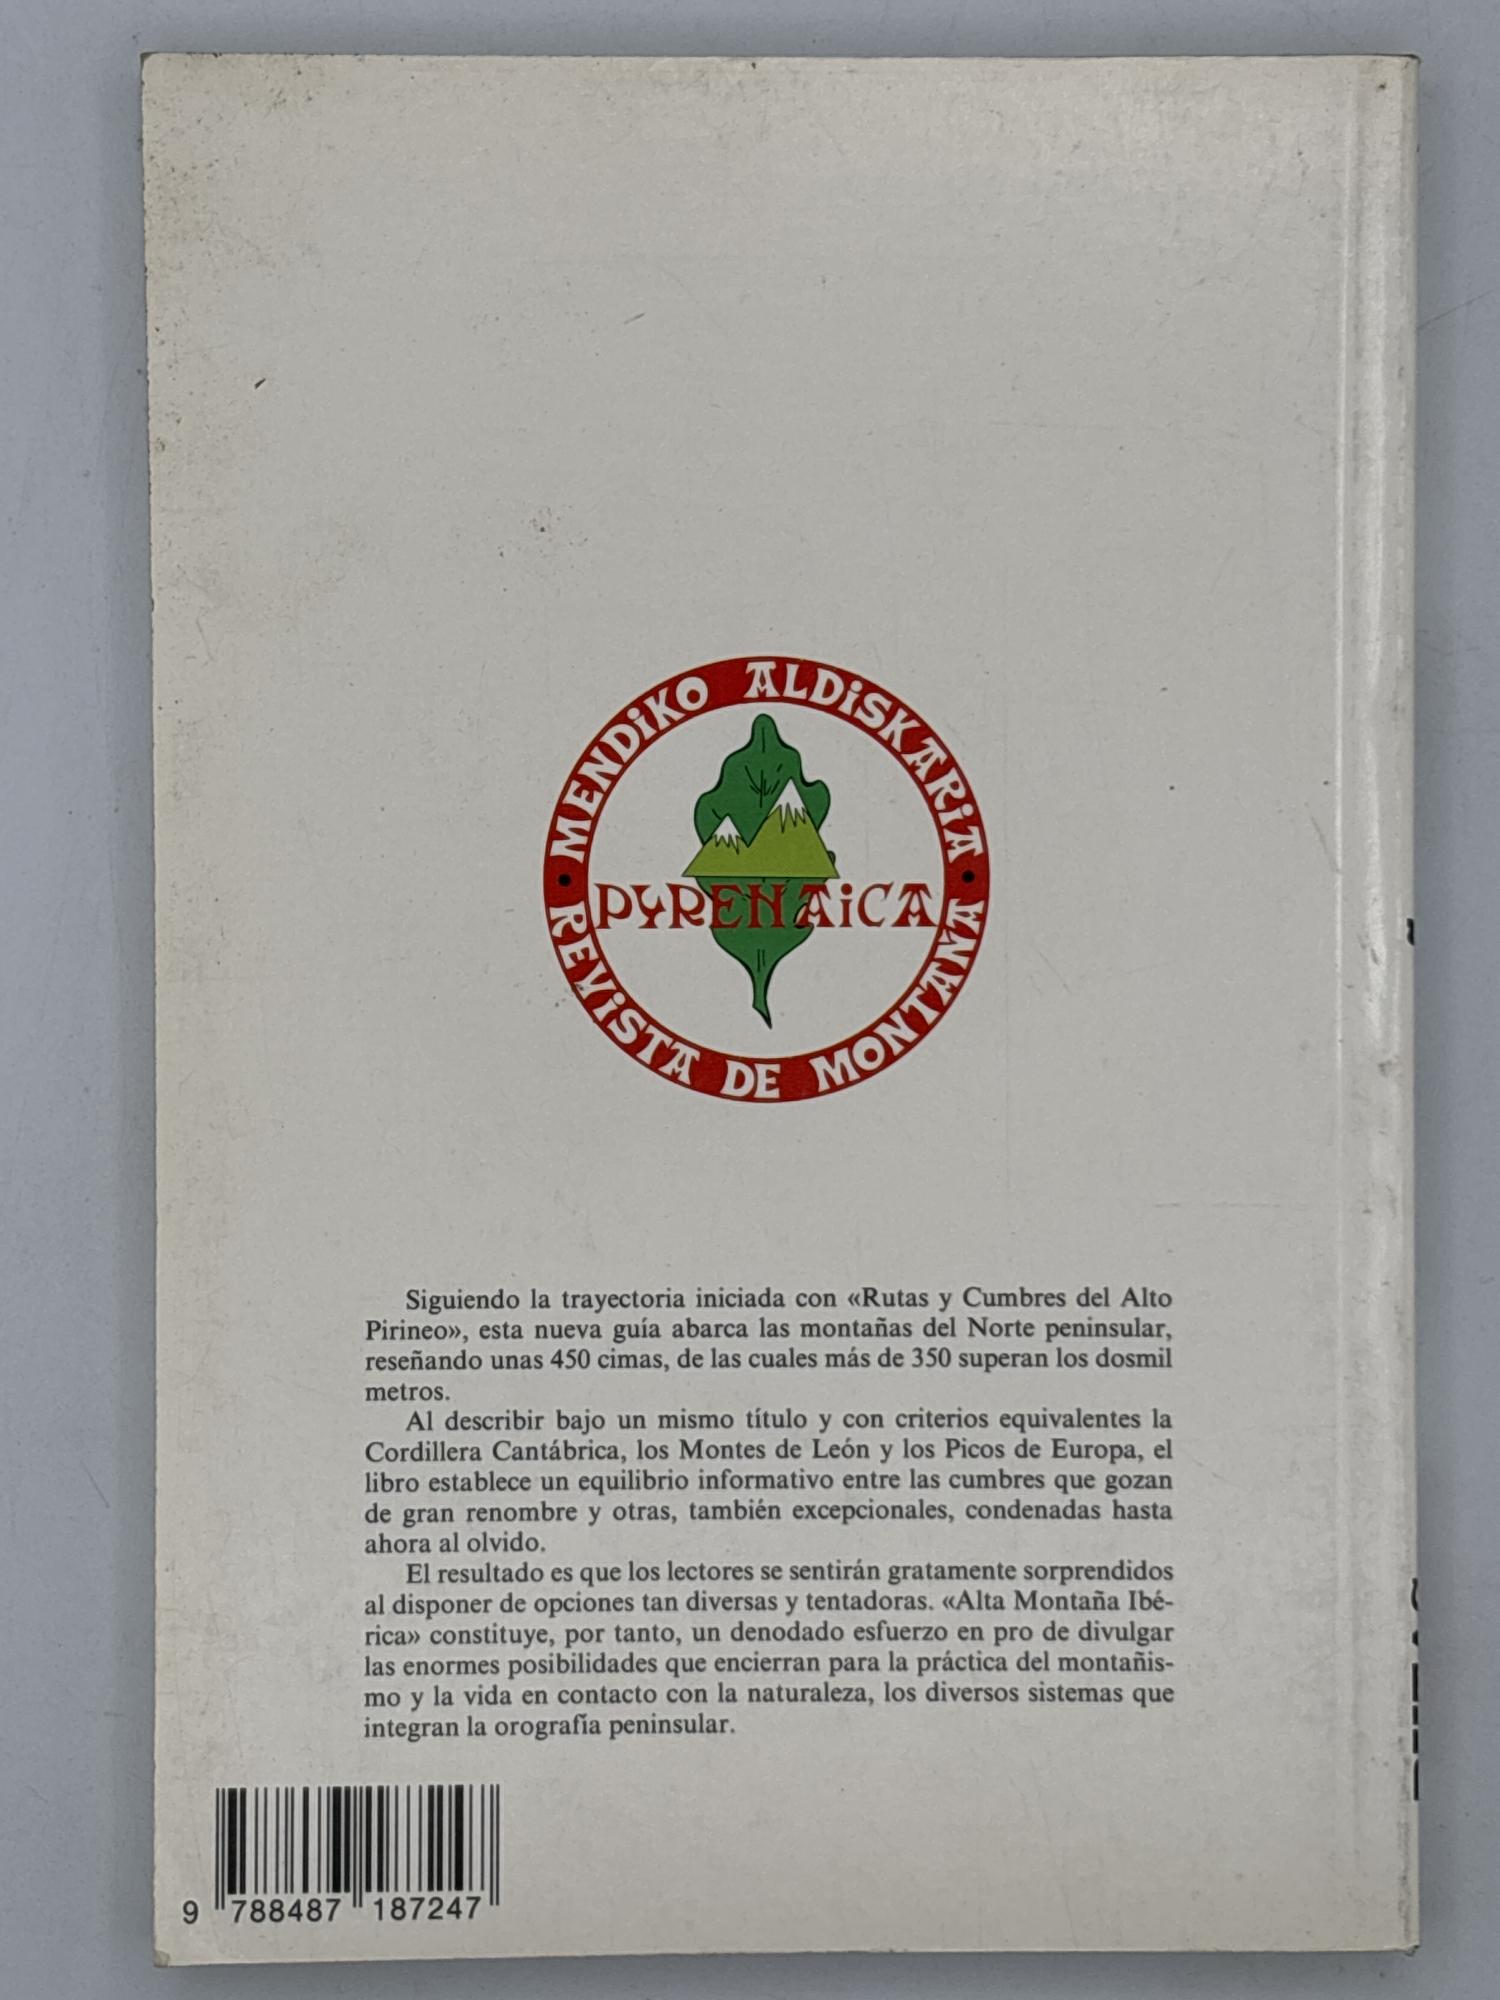 MENDiKO ALDiSKARiA
PYRENAiCA
REViSTA DE MONTAÑA
Siguiendo la trayectoria iniciada con «Rutas y Cumbres del Alto
Pirineo», esta nueva guía abarca las montañas del Norte peninsular,
reseñando unas 450 cimas, de las cuales más de 350 superan los dosmil
metros.
Al describir bajo un mismo título y con criterios equivalentes la
Cordillera Cantábrica, los Montes de León y los Picos de Europa, el
libro establece un equilibrio informativo entre las cumbres que gozan
de gran renombre y otras, también excepcionales, condenadas hasta
ahora al olvido.
El resultado es que los lectores se sentirán gratamente sorprendidos
al disponer de opciones tan diversas y tentadoras. «Alta Montaña Ibé-
rica» constituye, por tanto, un denodado esfuerzo en pro de divulgar
las enormes posibilidades que encierran para la práctica del montañis-
mo y la vida en contacto con la naturaleza, los diversos sistemas que
integran la orografía peninsular.
9 788487 187247